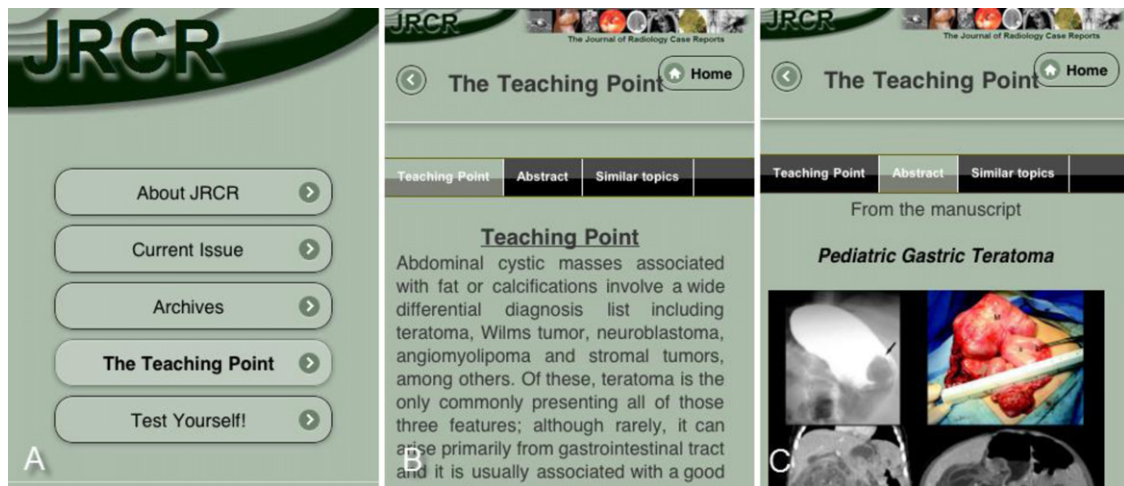 JRCR
About JRCR
Current Issue
Archives
The Teaching Point
Test Yourself!
A
JRCR
The Journal of Radiology Case Reports
The Teaching Point
Home
Teaching Point
Abstract
Similar topics
Teaching Point
Abdominal cystic masses associated
with fat or calcifications involve a wide
differential diagnosis list including
teratoma, Wilms tumor, neuroblastoma,
angiomyolipoma and stromal tumors,
among others. Of these, teratoma is the
only commonly presenting all of those
three features; although rarely, it can
arise primarily from gastrointestinal tract
and it is usually associated with a good
B
JRCR
The Journal of Radiology Case Reports
The Teaching Point
Home
Teaching Point
Abstract
Similar topics
From the manuscript
Pediatric Gastric Teratoma
M
C